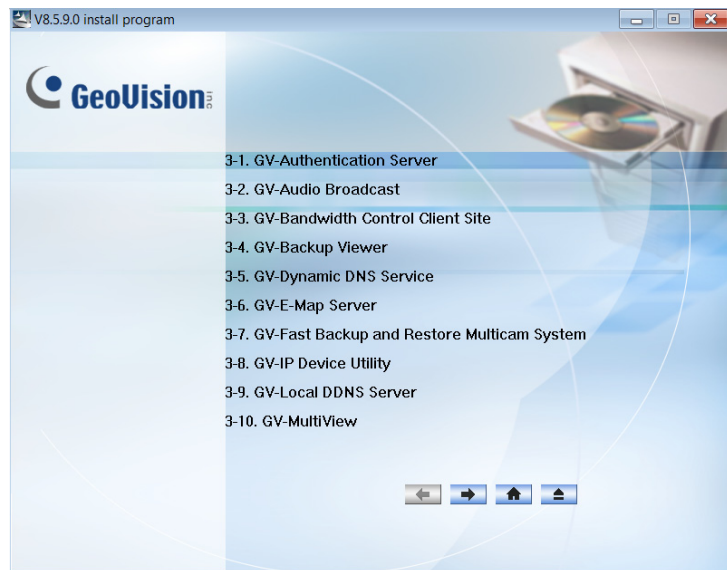 V8.5.9.0 install program
GeoVision inc
3-1. GV-Authentication Server
3-2. GV-Audio Broadcast
3-3. GV-Bandwidth Control Client Site
3-4. GV-Backup Viewer
3-5. GV-Dynamic DNS Service
3-6. GV-E-Map Server
3-7. GV-Fast Backup and Restore Multicam System
3-8. GV-IP Device Utility
3-9. GV-Local DDNS Server
3-10. GV-MultiView